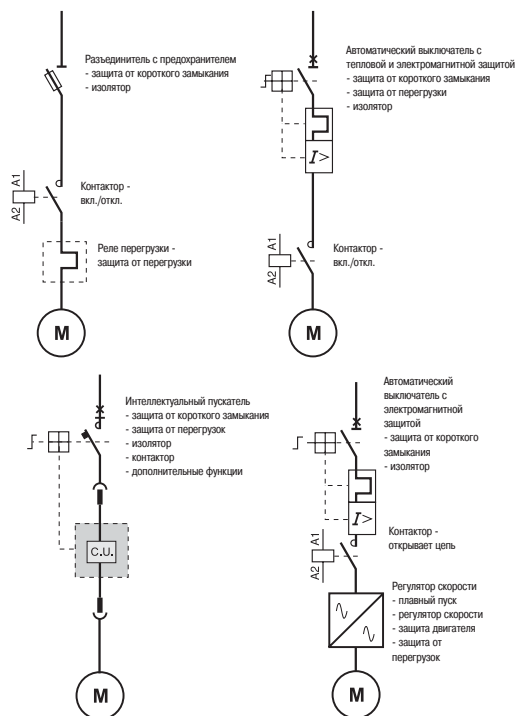 Разъединитель с предохранителем
- защита от короткого замыкания
- изолятор
A1
A2
Контактор -
вкл./откл.
Реле перегрузки -
защита от перегрузки
M
Автоматический выключатель с
тепловой и электромагнитной защитой
- защита от короткого замыкания
- защита от перегрузки
- изолятор
I>
A1
A2
Контактор -
вкл./откл.
M
Интеллектуальный пускатель
- защита от короткого замыкания
- защита от перегрузок
- изолятор
- контактор
- дополнительные функции
C.U.
M
Автоматический
выключатель с
электромагнитной
защитой
- защита от короткого
замыкания
- изолятор
I>
A1
A2
Контактор -
открывает цепь
Регулятор скорости
- плавный пуск
- регулятор скорости
- защита двигателя
- защита от
перегрузок
M